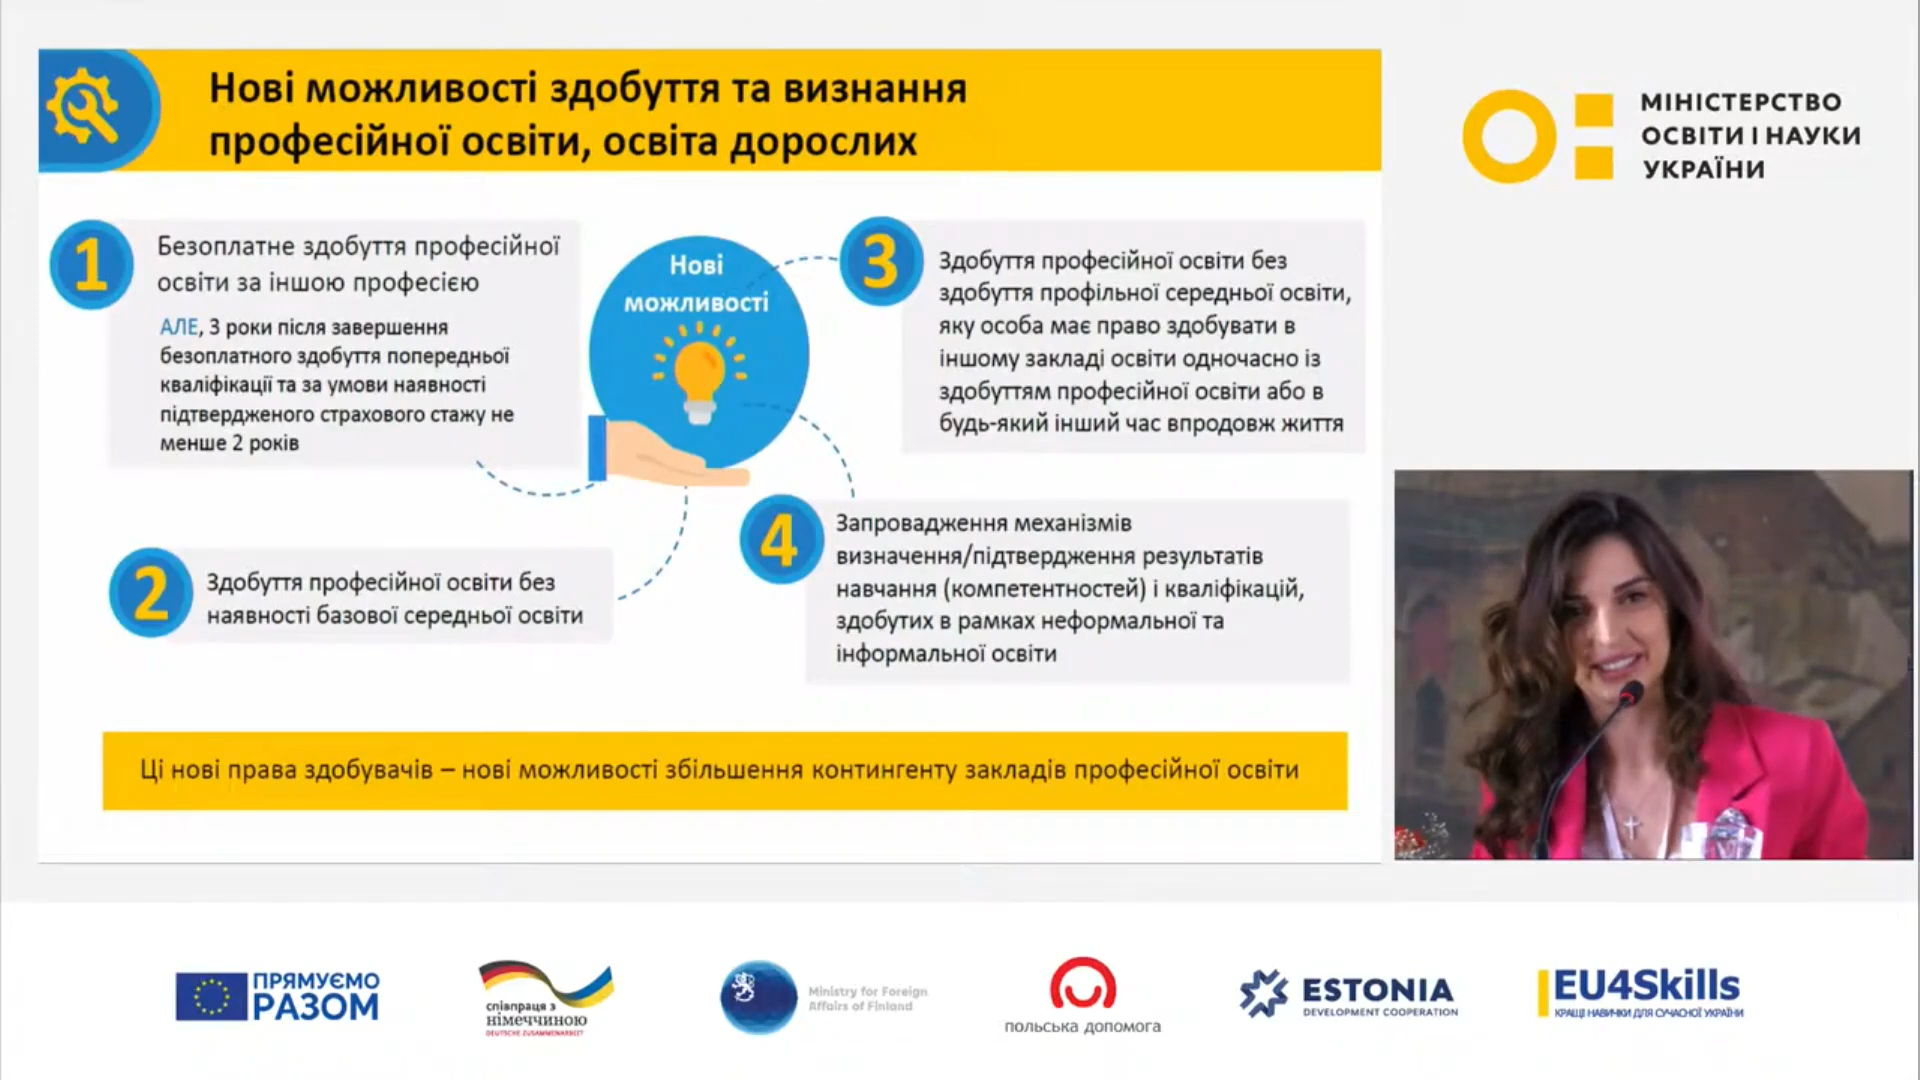 Нові можливості здобуття та визнання
професійної освіти, освіта дорослих
МІНІСТЕРСТВО
ОСВІТИ І НАУКИ
УКРАЇНИ
1
Безоплатне здобуття професійної
освіти за іншою професією
АЛЕ, 3 роки після завершення
безоплатного здобуття попередньої
кваліфікації та за умови наявності
підтвердженого страхового стажу не
менше 2 років
2
Здобуття професійної освіти без
наявності базової середньої освіти
Нові
можливості
3
Здобуття професійної освіти без
здобуття профільної середньої освіти,
яку особа має право здобувати в
іншому закладі освіти одночасно із
здобуттям професійної освіти або в
будь-який інший час впродовж життя
4
Запровадження механізмів
визначення/підтвердження результатів
навчання (компетентностей) і кваліфікацій,
здобутих в рамках неформальної та
інформальної освіти
Ці нові права здобувачів – нові можливості збільшення контингенту закладів професійної освіти
ПРЯМУЄМО
РАЗОМ
співпраця з
німеччиною
DEUTSCHE ZUSAMMENARBEIT
Ministry for Foreign
Affairs of Finland
польська допомога
ESTONIA
DEVELOPMENT COOPERATION
EU4Skills
КРАЩІ НАВИЧКИ ДЛЯ СУЧАСНОЇ УКРАЇНИ